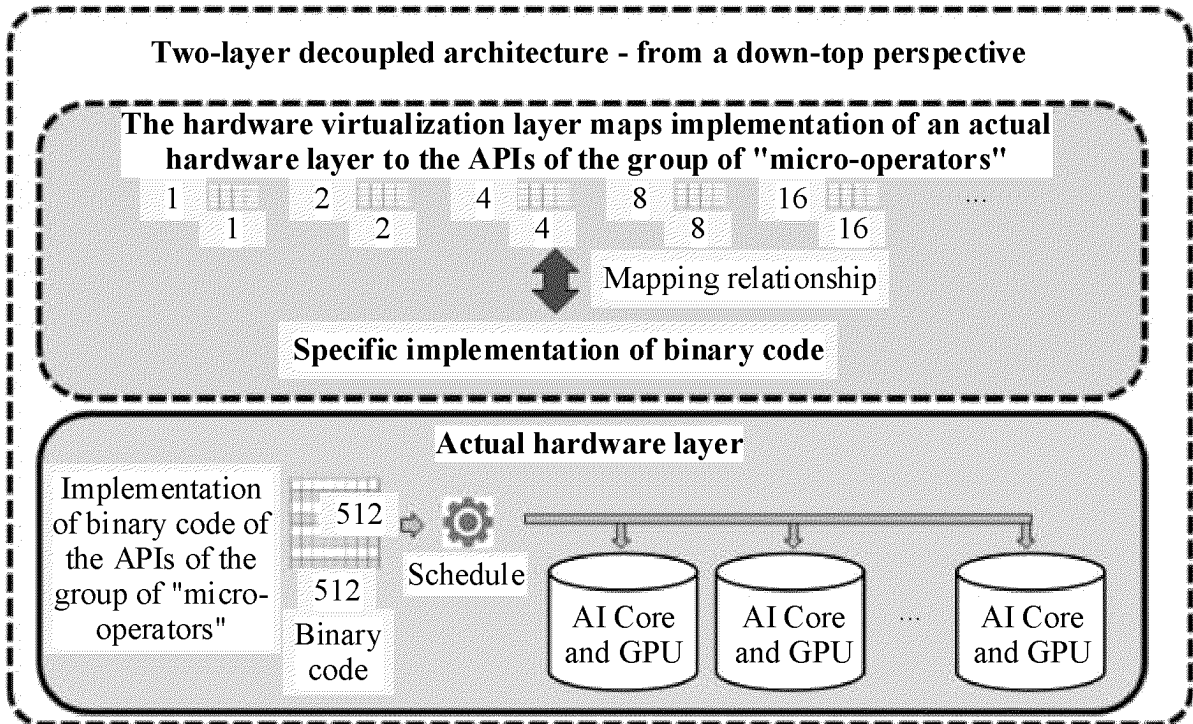 Two-layer decoupled architecture - from a down-top perspective
The hardware virtualization layer maps implementation of an actual
hardware layer to the APIs of the group of "micro-operators"
1 2 4 8 16 ...
1 2 4 8 16
Mapping relationship
Specific implementation of binary code
Actual hardware layer
Implementation
of binary code of
the APIs of the
group of "micro-
operators"
512
512
Binary
code
Schedule
AI Core
and GPU
AI Core
and GPU
...
AI Core
and GPU